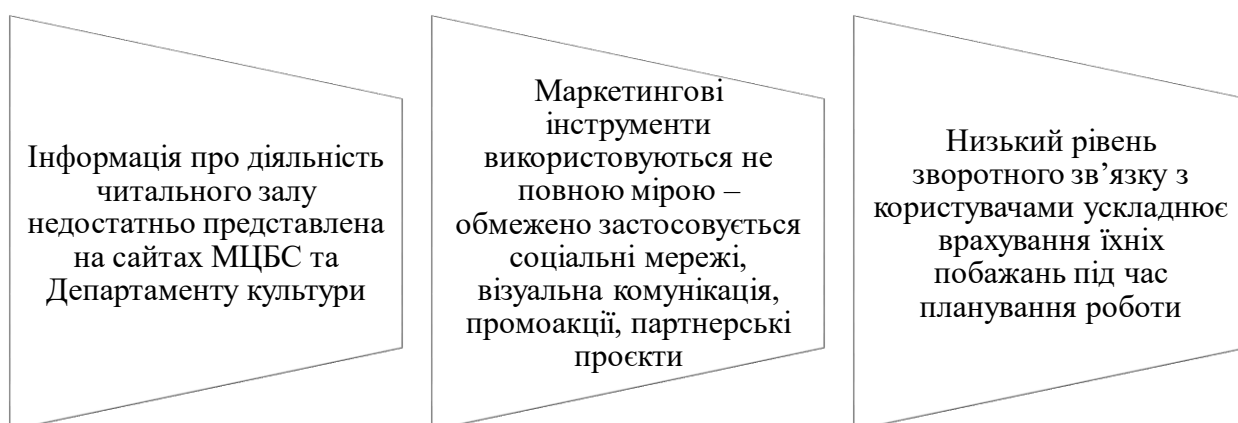 Інформація про діяльність
читального залу
недостатньо представлена
на сайтах МЦБС та
Департаменту культури
Маркетингові
інструменти
використовуються не
повною мірою –
обмежено застосовується
соціальні мережі,
візуальна комунікація,
промоакції, партнерські
проєкти
Низький рівень
зворотного зв’язку з
користувачами ускладнює
врахування їхніх
побажань під час
планування роботи